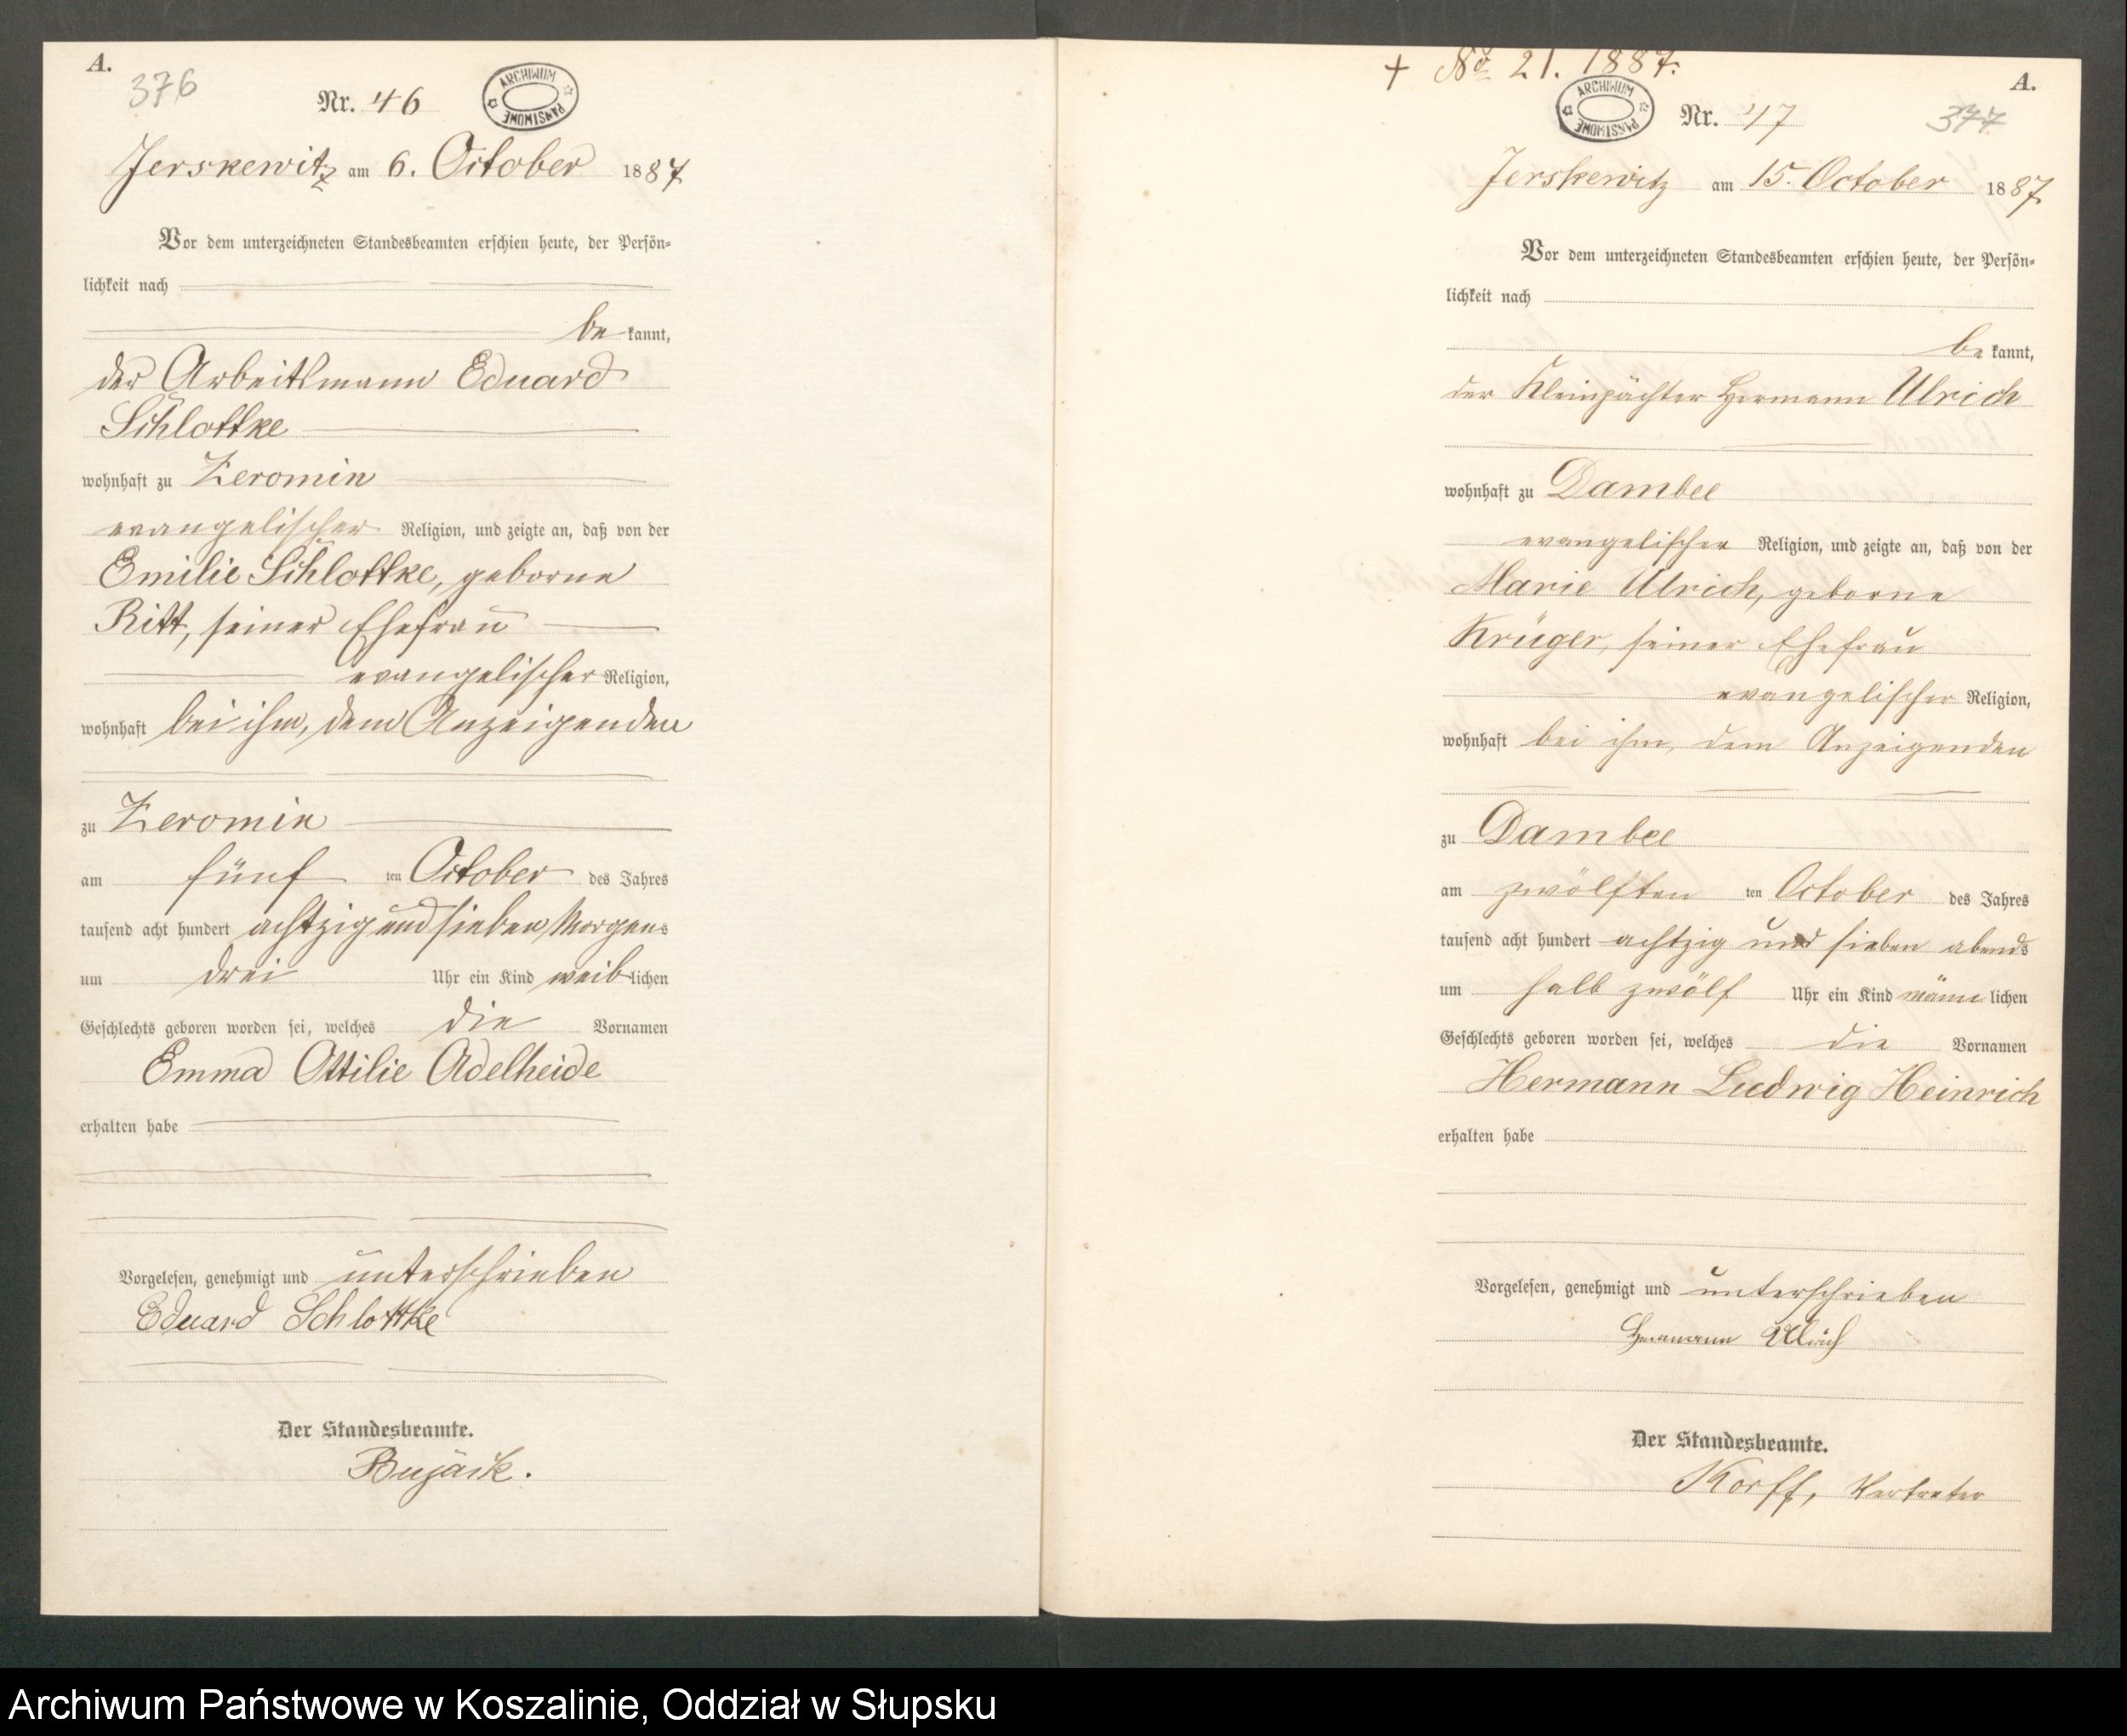 A.
376
Nr. 46
ARCHIWUM PAŃSTWOWE
Jerskewitz am 6. October 1887
Vor dem unterzeichneten Standesbeamten erschien heute, der Persön-
lichkeit nach
be kannt,
der Arbeitsmann Eduard
Schlottke
wohnhaft zu Zeromin
evangelischer Religion, und zeigte an, daß von der
Emilie Schlottke, geborne
Ritt, seiner Ehefrau
evangelischer Religion,
wohnhaft bei ihm, dem Anzeigenden
zu Zeromin
am fünf ten October des Jahres
tausend acht hundert achtzig und sieben Morgens
um drei Uhr ein Kind weib lichen
Geschlechts geboren worden sei, welches die Vornamen
Emma Ottilie Adelheide
erhalten habe
Vorgelesen, genehmigt und unterschrieben
Eduard Schlottke
Der Standesbeamte.
Bujäck.
+ No 21. 1887.
A.
ARCHIWUM PAŃSTWOWE
Nr. 47
377
Jerskewitz am 15. October 1887
Vor dem unterzeichneten Standesbeamten erschien heute, der Persön-
lichkeit nach
be kannt,
der Kleinpächter Hermann Ulrich
wohnhaft zu Dambee
evangelischer Religion, und zeigte an, daß von der
Marie Ulrich, geborne
Krüger, seiner Ehefrau
evangelischer Religion,
wohnhaft bei ihm, dem Anzeigenden
zu Dambee
am zwölften ten October des Jahres
tausend acht hundert achtzig und sieben abends
um halb zwölf Uhr ein Kind männ lichen
Geschlechts geboren worden sei, welches die Vornamen
Hermann Ludwig Heinrich
erhalten habe
Vorgelesen, genehmigt und unterschrieben
Hermann Ulrich
Der Standesbeamte.
Korff, Vertreter
Archiwum Państwowe w Koszalinie, Oddział w Słupsku